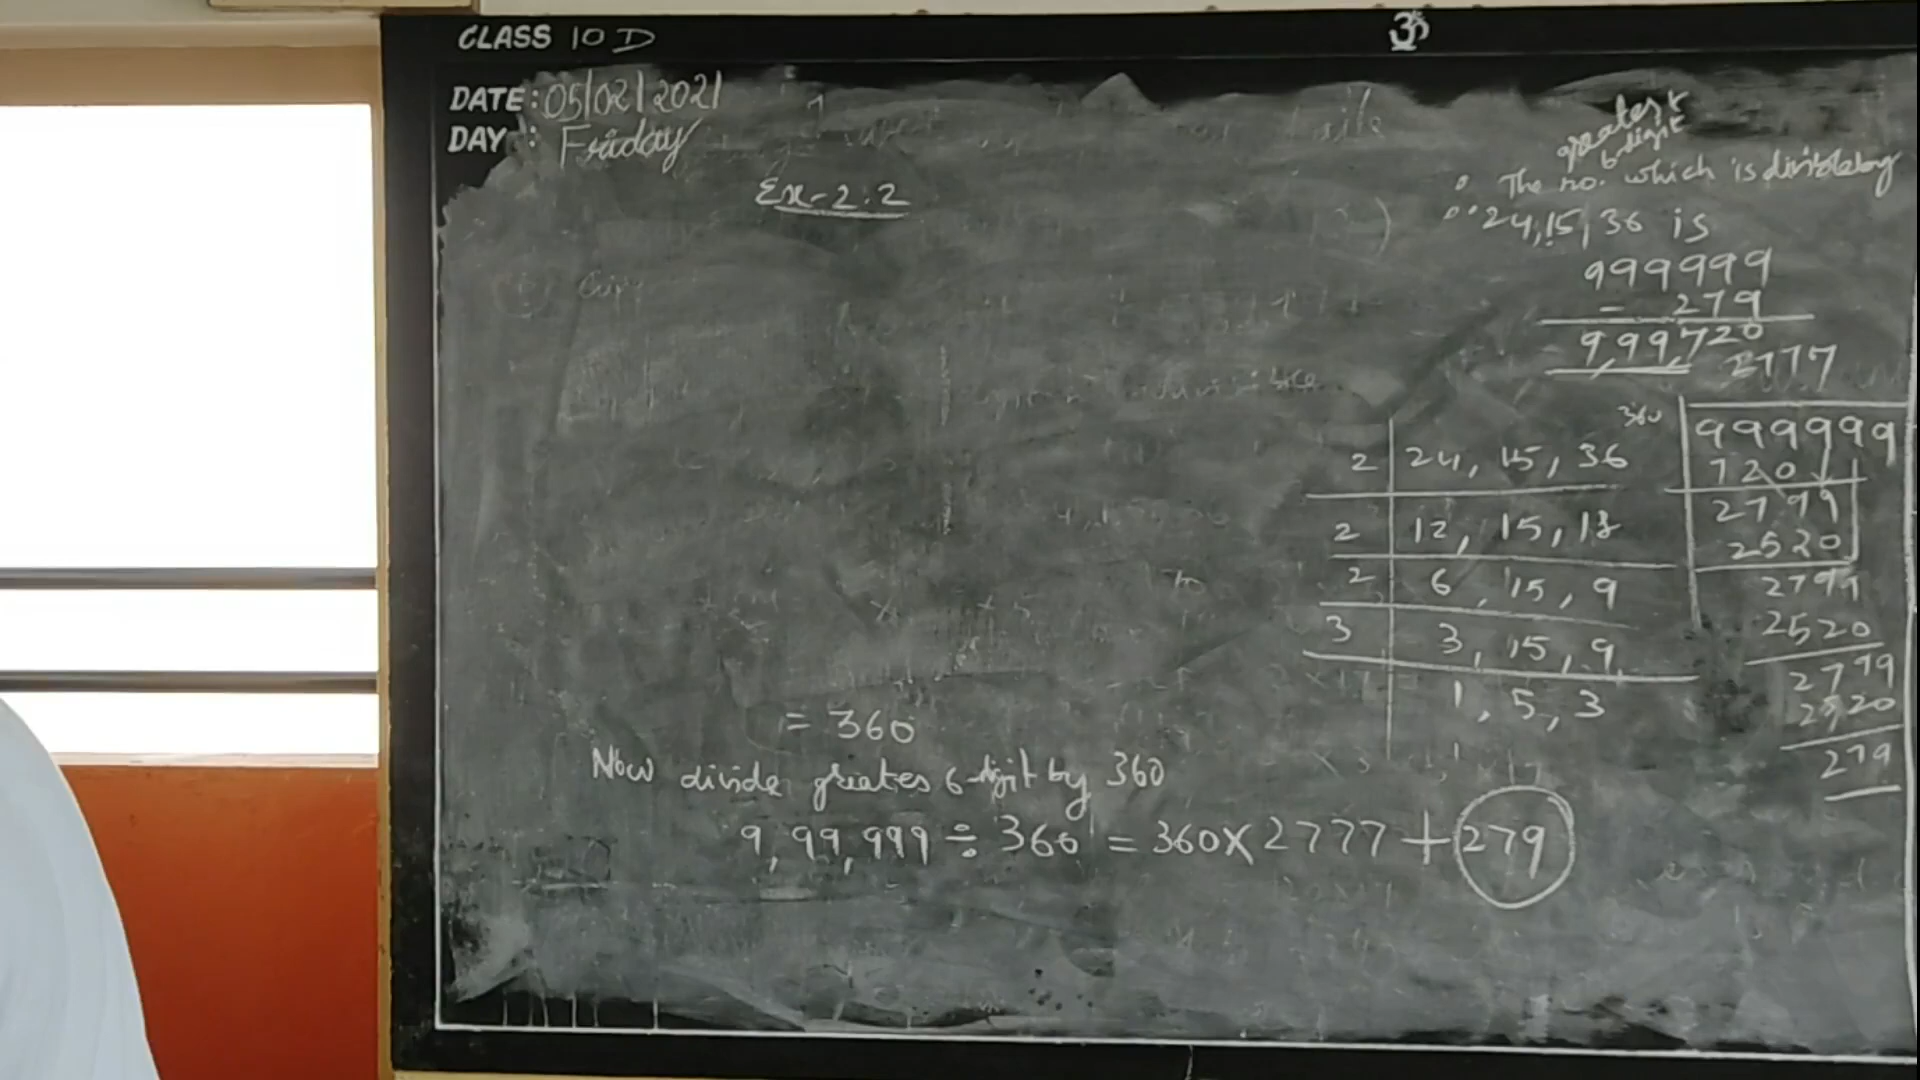 CLASS 10 D
ॐ
DATE: 05/02/2021
DAY : Friday
Ex-2.2
= 360
Now divide greates 6-digit by 360
9,99,999 ÷ 360 = 360×2777 + 279
greatest
6-digit
∴ The no. which is divisible by
24,15,36 is
999999
- 279
9,99,720
2 | 24, 15, 36
2 | 12, 15, 18
2 | 6, 15, 9
3 | 3, 15, 9
1, 5, 3
2777
360 | 999999
720
2799
2520
2799
2520
2799
2520
279